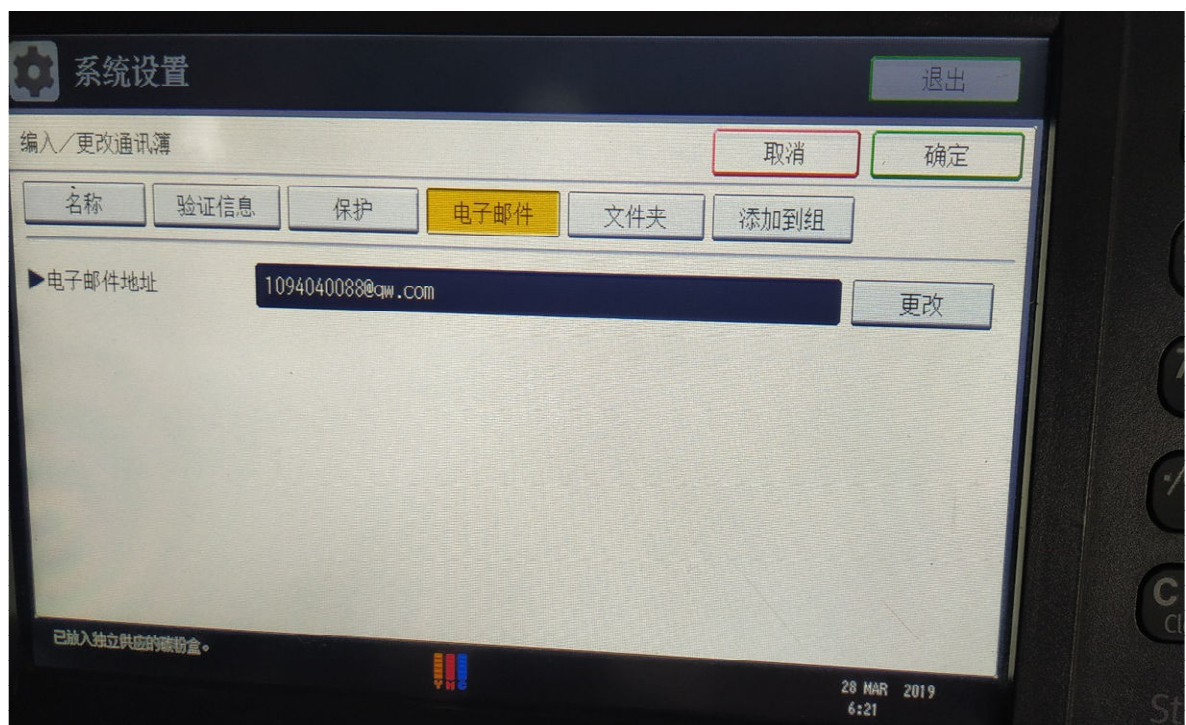 系统设置
退出
编入/更改通讯簿
取消
确定
名称
验证信息
保护
电子邮件
文件夹
添加到组
▶电子邮件地址
1094040088@qw.com
更改
已放入独立供应的碳粉盒。
Y M C
28 MAR 2019
6:21
7
C